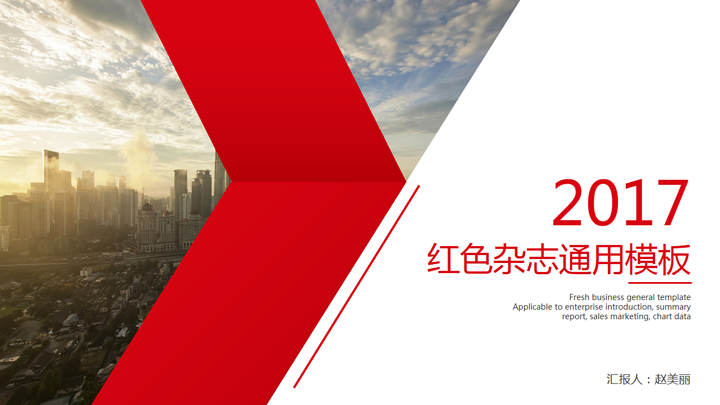 2017
红色杂志通用模板
Fresh business general template
Applicable to enterprise introduction, summary
report, sales marketing, chart data
汇报人：赵美丽